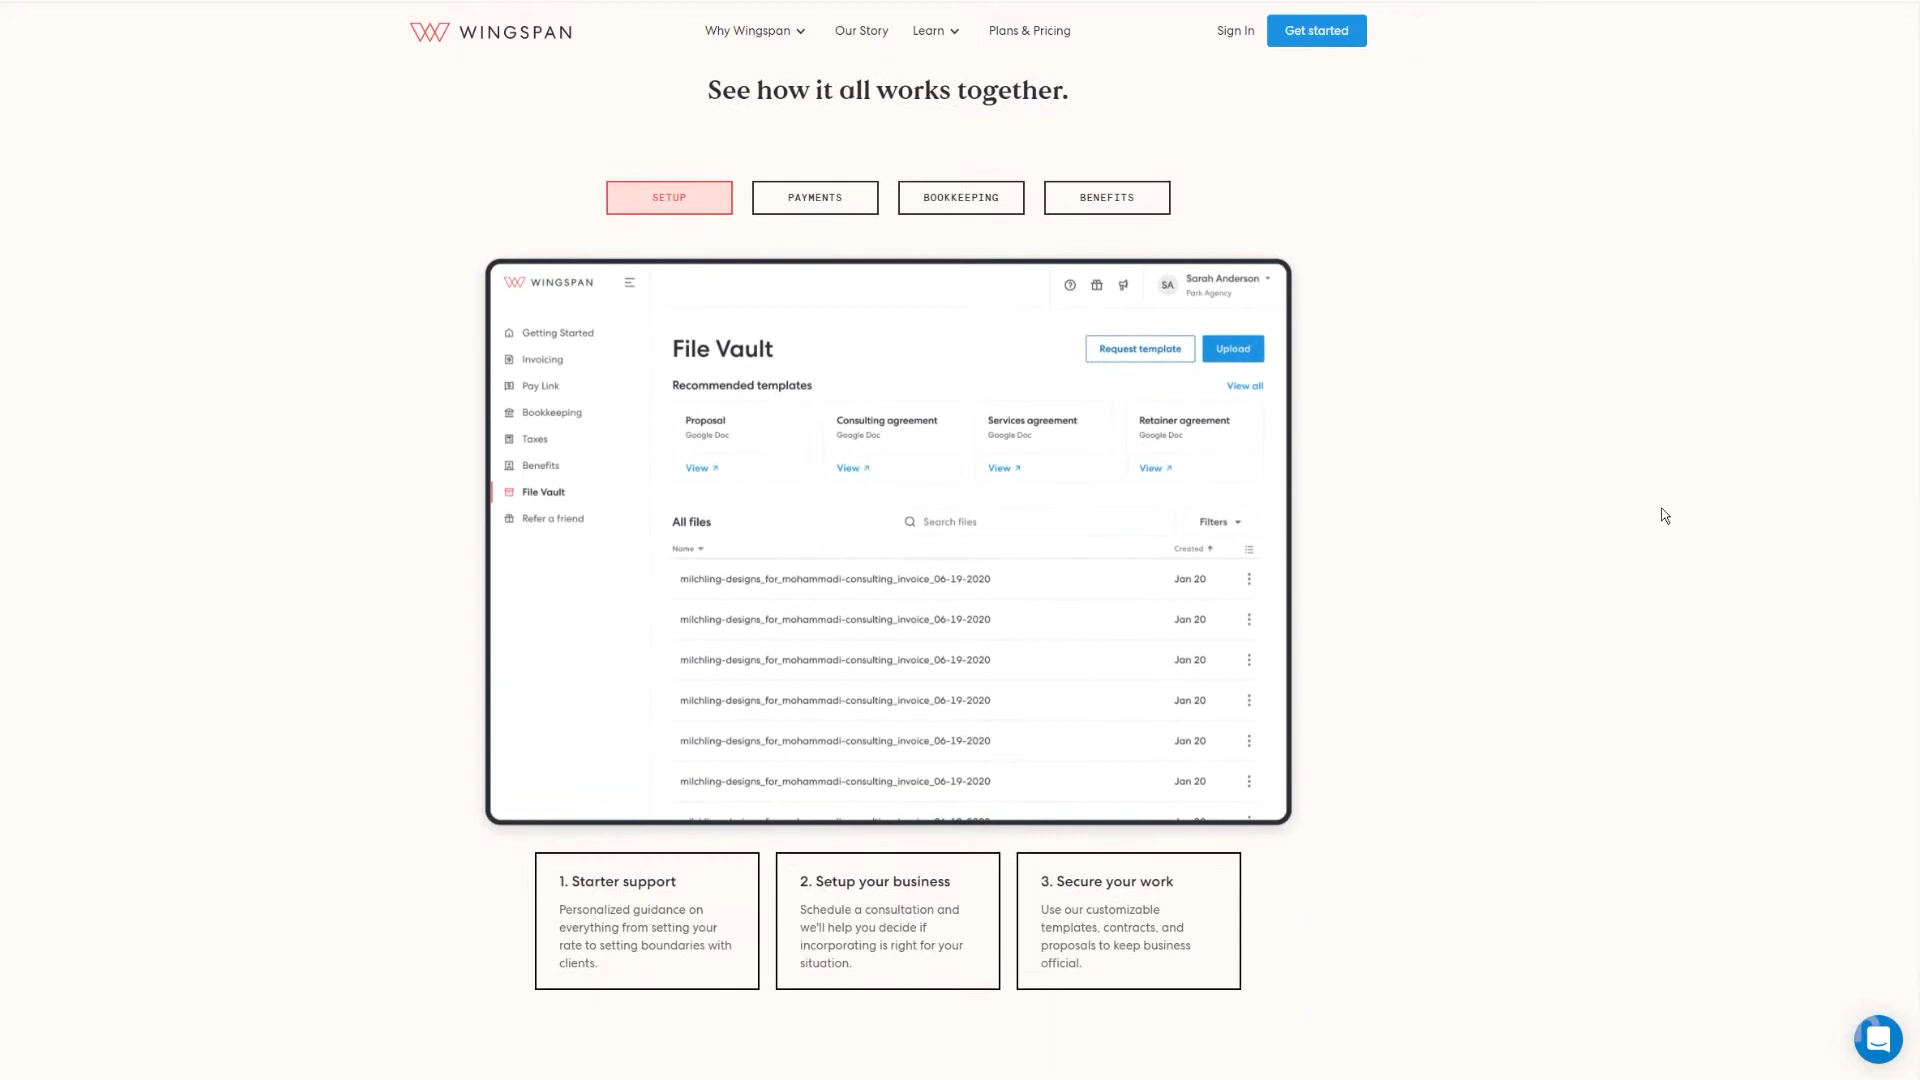 WINGSPAN
Why Wingspan
Our Story
Learn
Plans & Pricing
Sign In
Get started
See how it all works together.
SETUP
PAYMENTS
BOOKKEEPING
BENEFITS
WINGSPAN
SA
Sarah Anderson
Park Agency
Getting Started
Invoicing
Pay Link
Bookkeeping
Taxes
Benefits
File Vault
Refer a friend
File Vault
Request template
Upload
Recommended templates
View all
Proposal
Google Doc
View
Consulting agreement
Google Doc
View
Services agreement
Google Doc
View
Retainer agreement
Google Doc
View
All files
Search files
Filters
Name
Created
milchling-designs_for_mohammadi-consulting_invoice_06-19-2020
Jan 20
milchling-designs_for_mohammadi-consulting_invoice_06-19-2020
Jan 20
milchling-designs_for_mohammadi-consulting_invoice_06-19-2020
Jan 20
milchling-designs_for_mohammadi-consulting_invoice_06-19-2020
Jan 20
milchling-designs_for_mohammadi-consulting_invoice_06-19-2020
Jan 20
milchling-designs_for_mohammadi-consulting_invoice_06-19-2020
Jan 20
1. Starter support
Personalized guidance on
everything from setting your
rate to setting boundaries with
clients.
2. Setup your business
Schedule a consultation and
we'll help you decide if
incorporating is right for your
situation.
3. Secure your work
Use our customizable
templates, contracts, and
proposals to keep business
official.